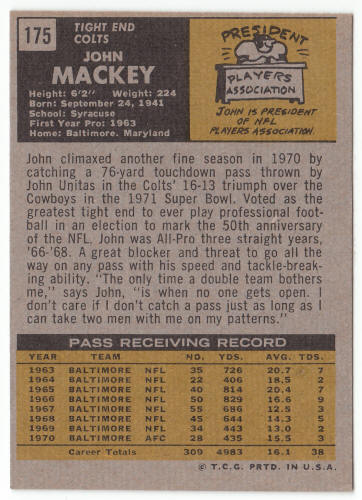 175
TIGHT END
COLTS
JOHN
MACKEY
Height: 6'2" Weight: 224
Born: September 24, 1941
School: Syracuse
First Year Pro: 1963
Home: Baltimore, Maryland
PRESIDENT
PLAYERS
ASSOCIATION
JOHN IS PRESIDENT
OF NFL
PLAYERS ASSOCIATION.
John climaxed another fine season in 1970 by
catching a 76-yard touchdown pass thrown by
John Unitas in the Colts' 16-13 triumph over the
Cowboys in the 1971 Super Bowl. Voted as the
greatest tight end to ever play professional foot-
ball in an election to mark the 50th anniversary
of the NFL. John was All-Pro three straight years,
'66-'68. A great blocker and threat to go all the
way on any pass with his speed and tackle-break-
ing ability. "The only time a double team bothers
me," says John, "is when no one gets open. I
don't care if I don't catch a pass just as long as I
can take two men with me on my patterns."
PASS RECEIVING RECORD
YEAR TEAM NO. YDS. AVG. TDS.
1963 BALTIMORE NFL 35 726 20.7 7
1964 BALTIMORE NFL 22 406 18.5 2
1965 BALTIMORE NFL 40 814 20.4 7
1966 BALTIMORE NFL 50 829 16.6 9
1967 BALTIMORE NFL 55 686 12.5 3
1968 BALTIMORE NFL 45 644 14.3 5
1969 BALTIMORE NFL 34 443 13.0 2
1970 BALTIMORE AFC 28 435 15.5 3
Career Totals 309 4983 16.1 38
© T.C.G. PRTD. IN U.S.A.